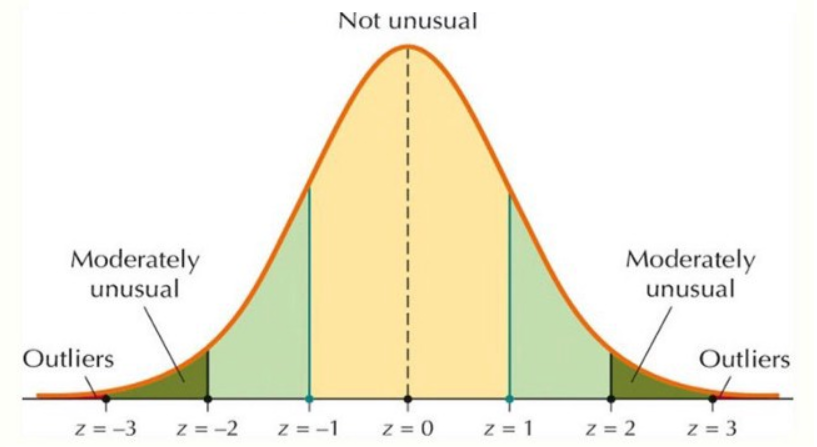 Not unusual
Moderately
unusual
Moderately
unusual
Outliers
Outliers
z = –3
z = –2
z = –1
z = 0
z = 1
z = 2
z = 3